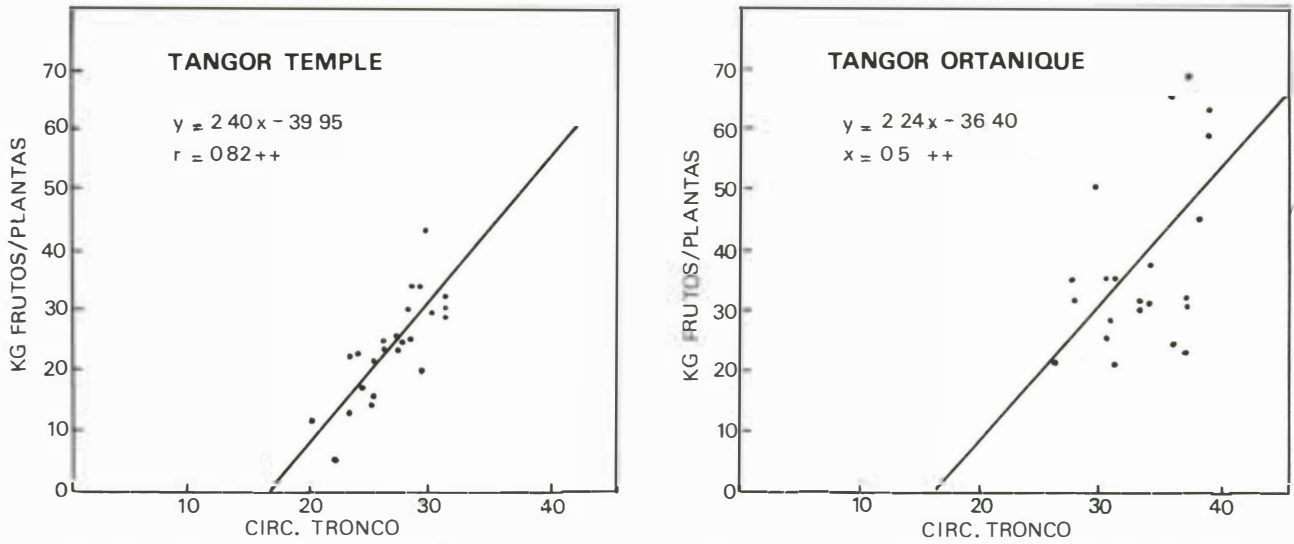 TANGOR TEMPLE
y = 2 40 x - 39 95
r = 0 82 ++
KG FRUTOS/PLANTAS
70
60
50
40
30
20
10
0
10
20
30
40
CIRC. TRONCO
TANGOR ORTANIQUE
y = 2 24 x - 36 40
x = 0 5 ++
KG FRUTOS/PLANTAS
70
60
50
40
30
20
10
0
10
20
30
40
CIRC. TRONCO